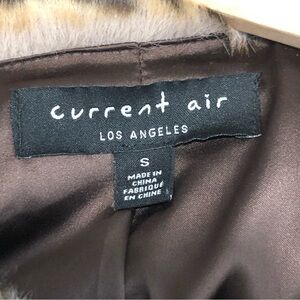 current air
LOS ANGELES
S
MADE IN
CHINA
FABRIQUÉ
EN CHINE